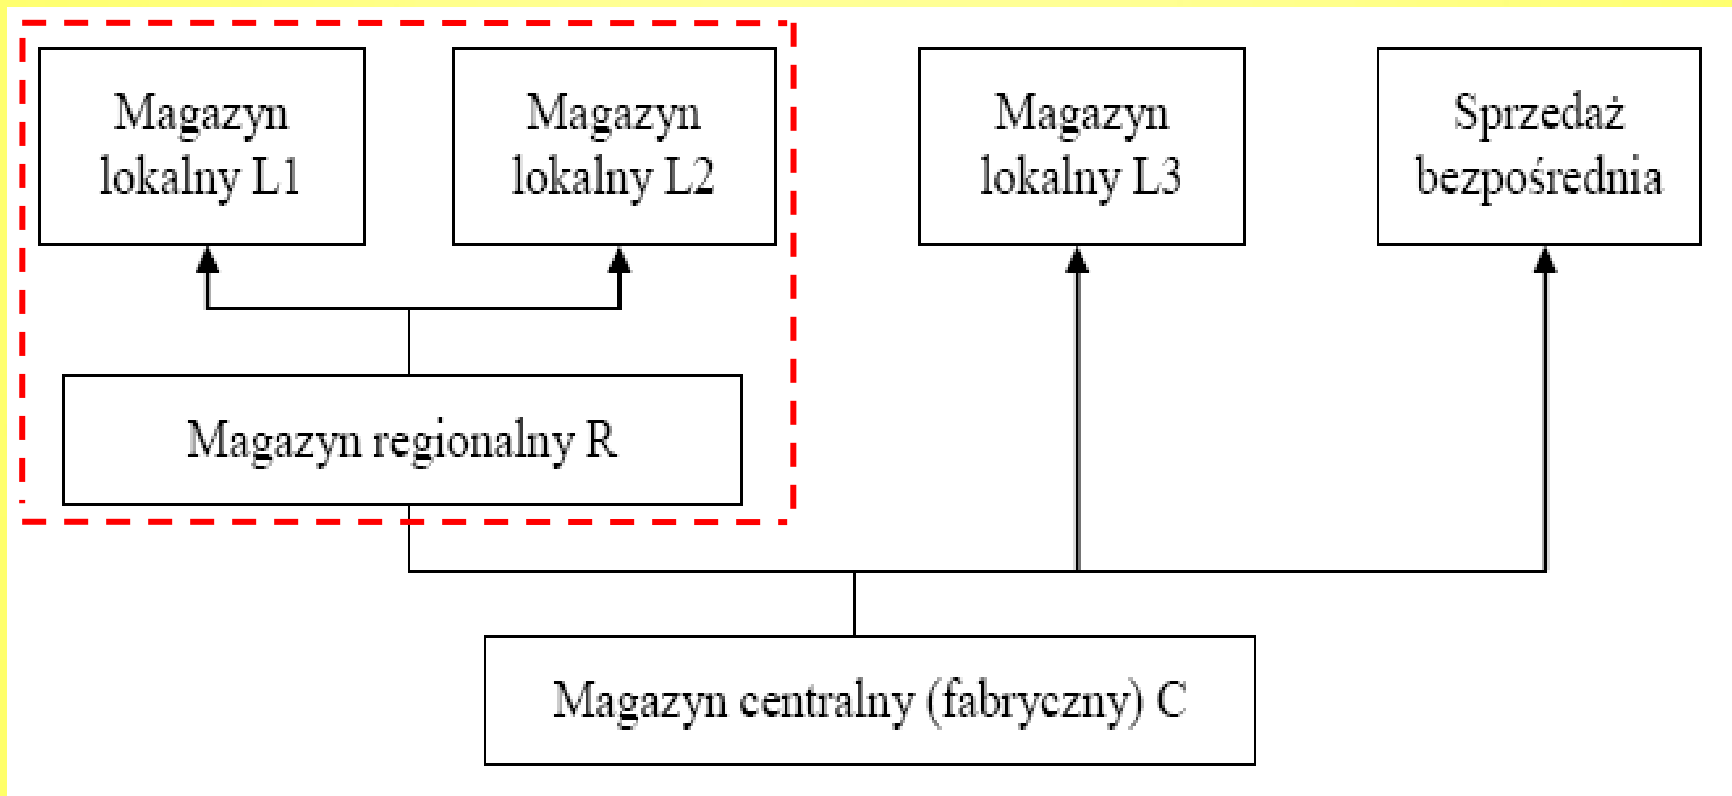 Magazyn
lokalny L1
Magazyn
lokalny L2
Magazyn
lokalny L3
Sprzedaż
bezpośrednia
Magazyn regionalny R
Magazyn centralny (fabryczny) C